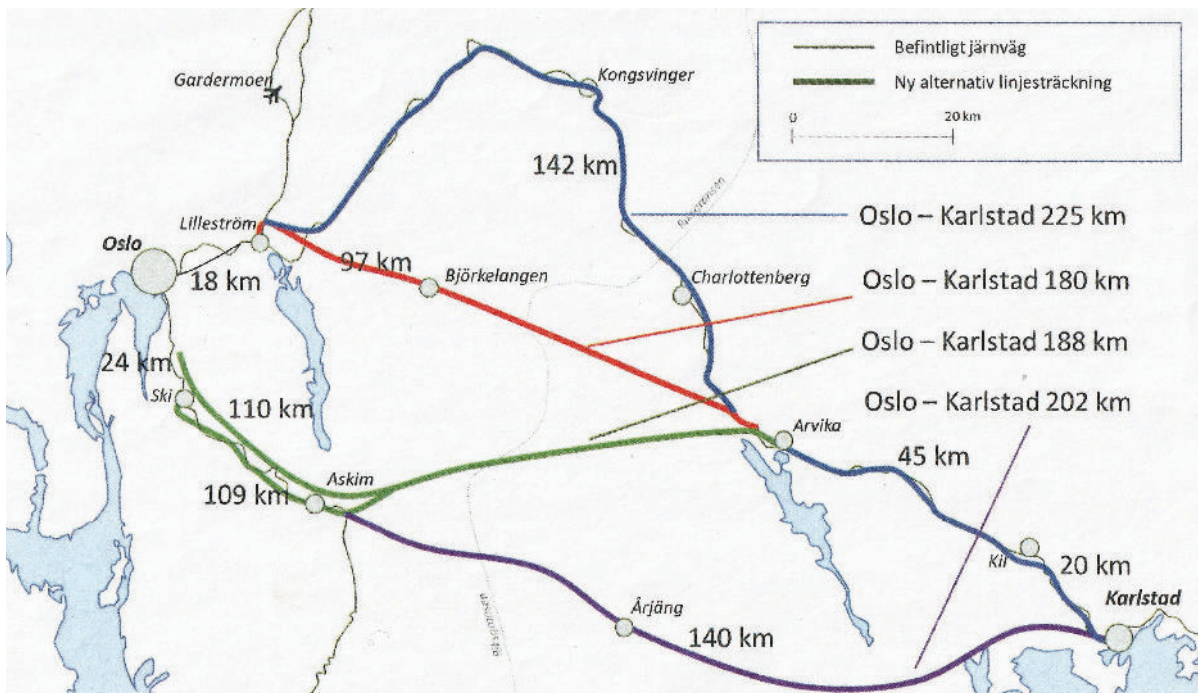 Befintligt järnväg
Ny alternativ linjesträckning
0
20 km
Gardermoen
Kongsvinger
142 km
Riksgränsen
Oslo – Karlstad 225 km
Lilleström
Oslo
18 km
97 km
Björkelangen
Charlottenberg
Oslo – Karlstad 180 km
Oslo – Karlstad 188 km
24 km
Ski
110 km
Oslo – Karlstad 202 km
Arvika
45 km
Askim
109 km
Kil
20 km
Karlstad
Årjäng
140 km
Riksgränsen